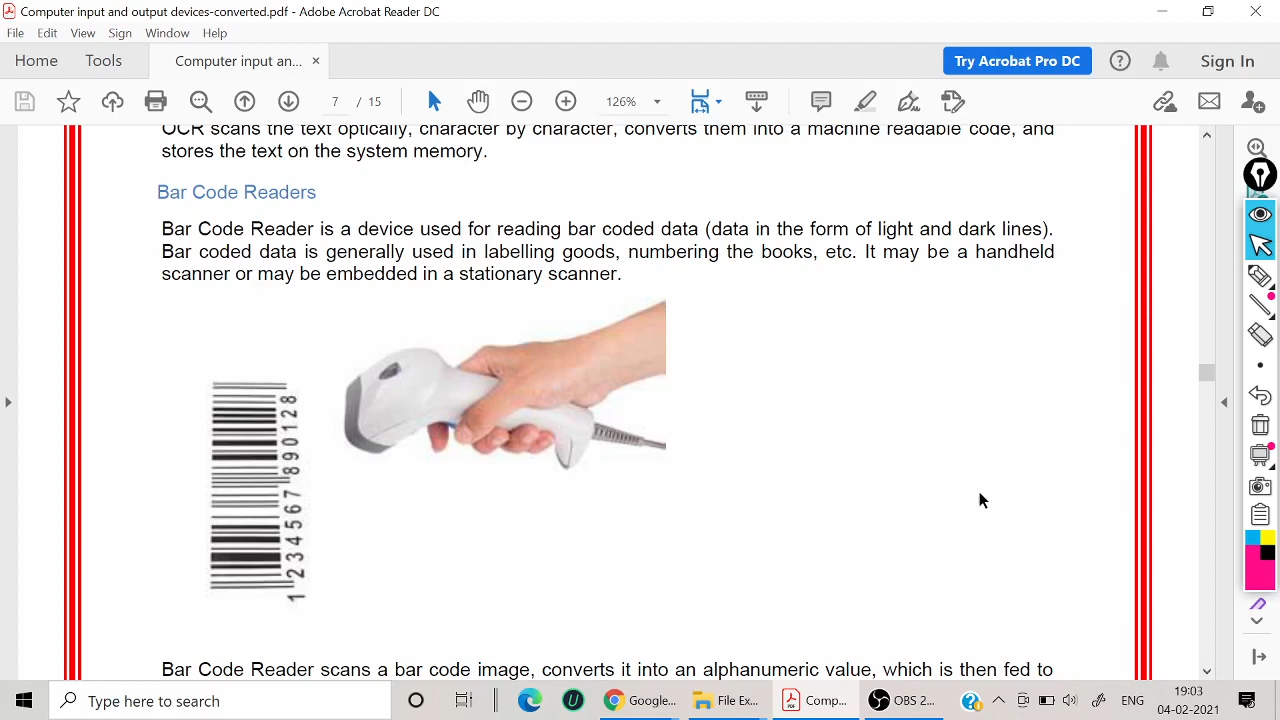 Computer input and output devices-converted.pdf - Adobe Acrobat Reader DC
File Edit View Sign Window Help
Home Tools Computer input an... × Try Acrobat Pro DC Sign In
7 / 15 126%
OCR scans the text optically, character by character, converts them into a machine readable code, and
stores the text on the system memory.
Bar Code Readers
Bar Code Reader is a device used for reading bar coded data (data in the form of light and dark lines).
Bar coded data is generally used in labelling goods, numbering the books, etc. It may be a handheld
scanner or may be embedded in a stationary scanner.
1 234567 890128
Bar Code Reader scans a bar code image, converts it into an alphanumeric value, which is then fed to
Type here to search Google... File Ex... Comp... OBS 2... ENG 19:03
04-02-2021